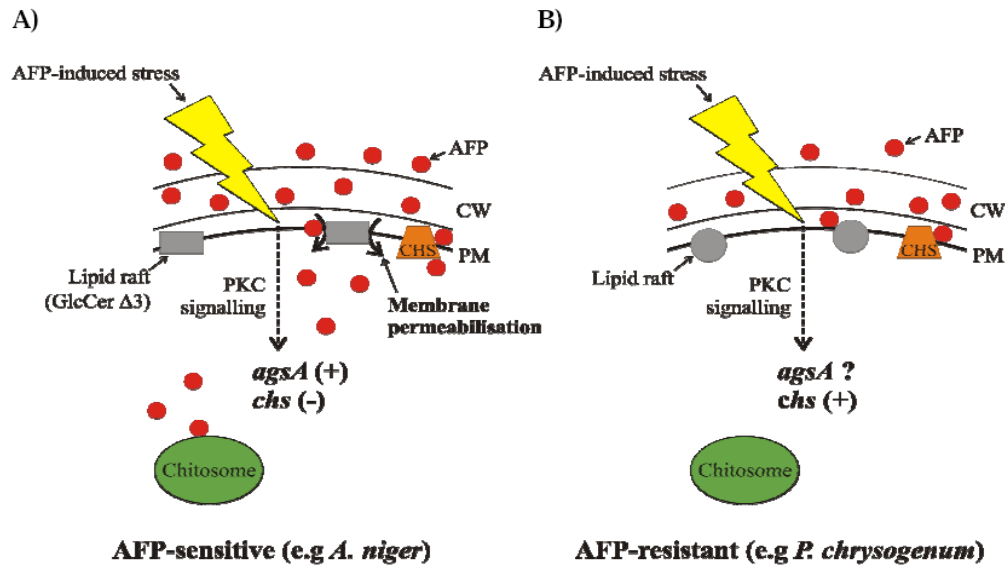 A)
AFP-induced stress
AFP
CW
CHS
PM
Lipid raft
(GlcCer Δ3)
PKC
signalling
Membrane
permeabilisation
agsA (+)
chs (-)
Chitosome
AFP-sensitive (e.g A. niger)
B)
AFP-induced stress
AFP
CW
CHS
PM
Lipid raft
PKC
signalling
agsA ?
chs (+)
Chitosome
AFP-resistant (e.g P. chrysogenum)